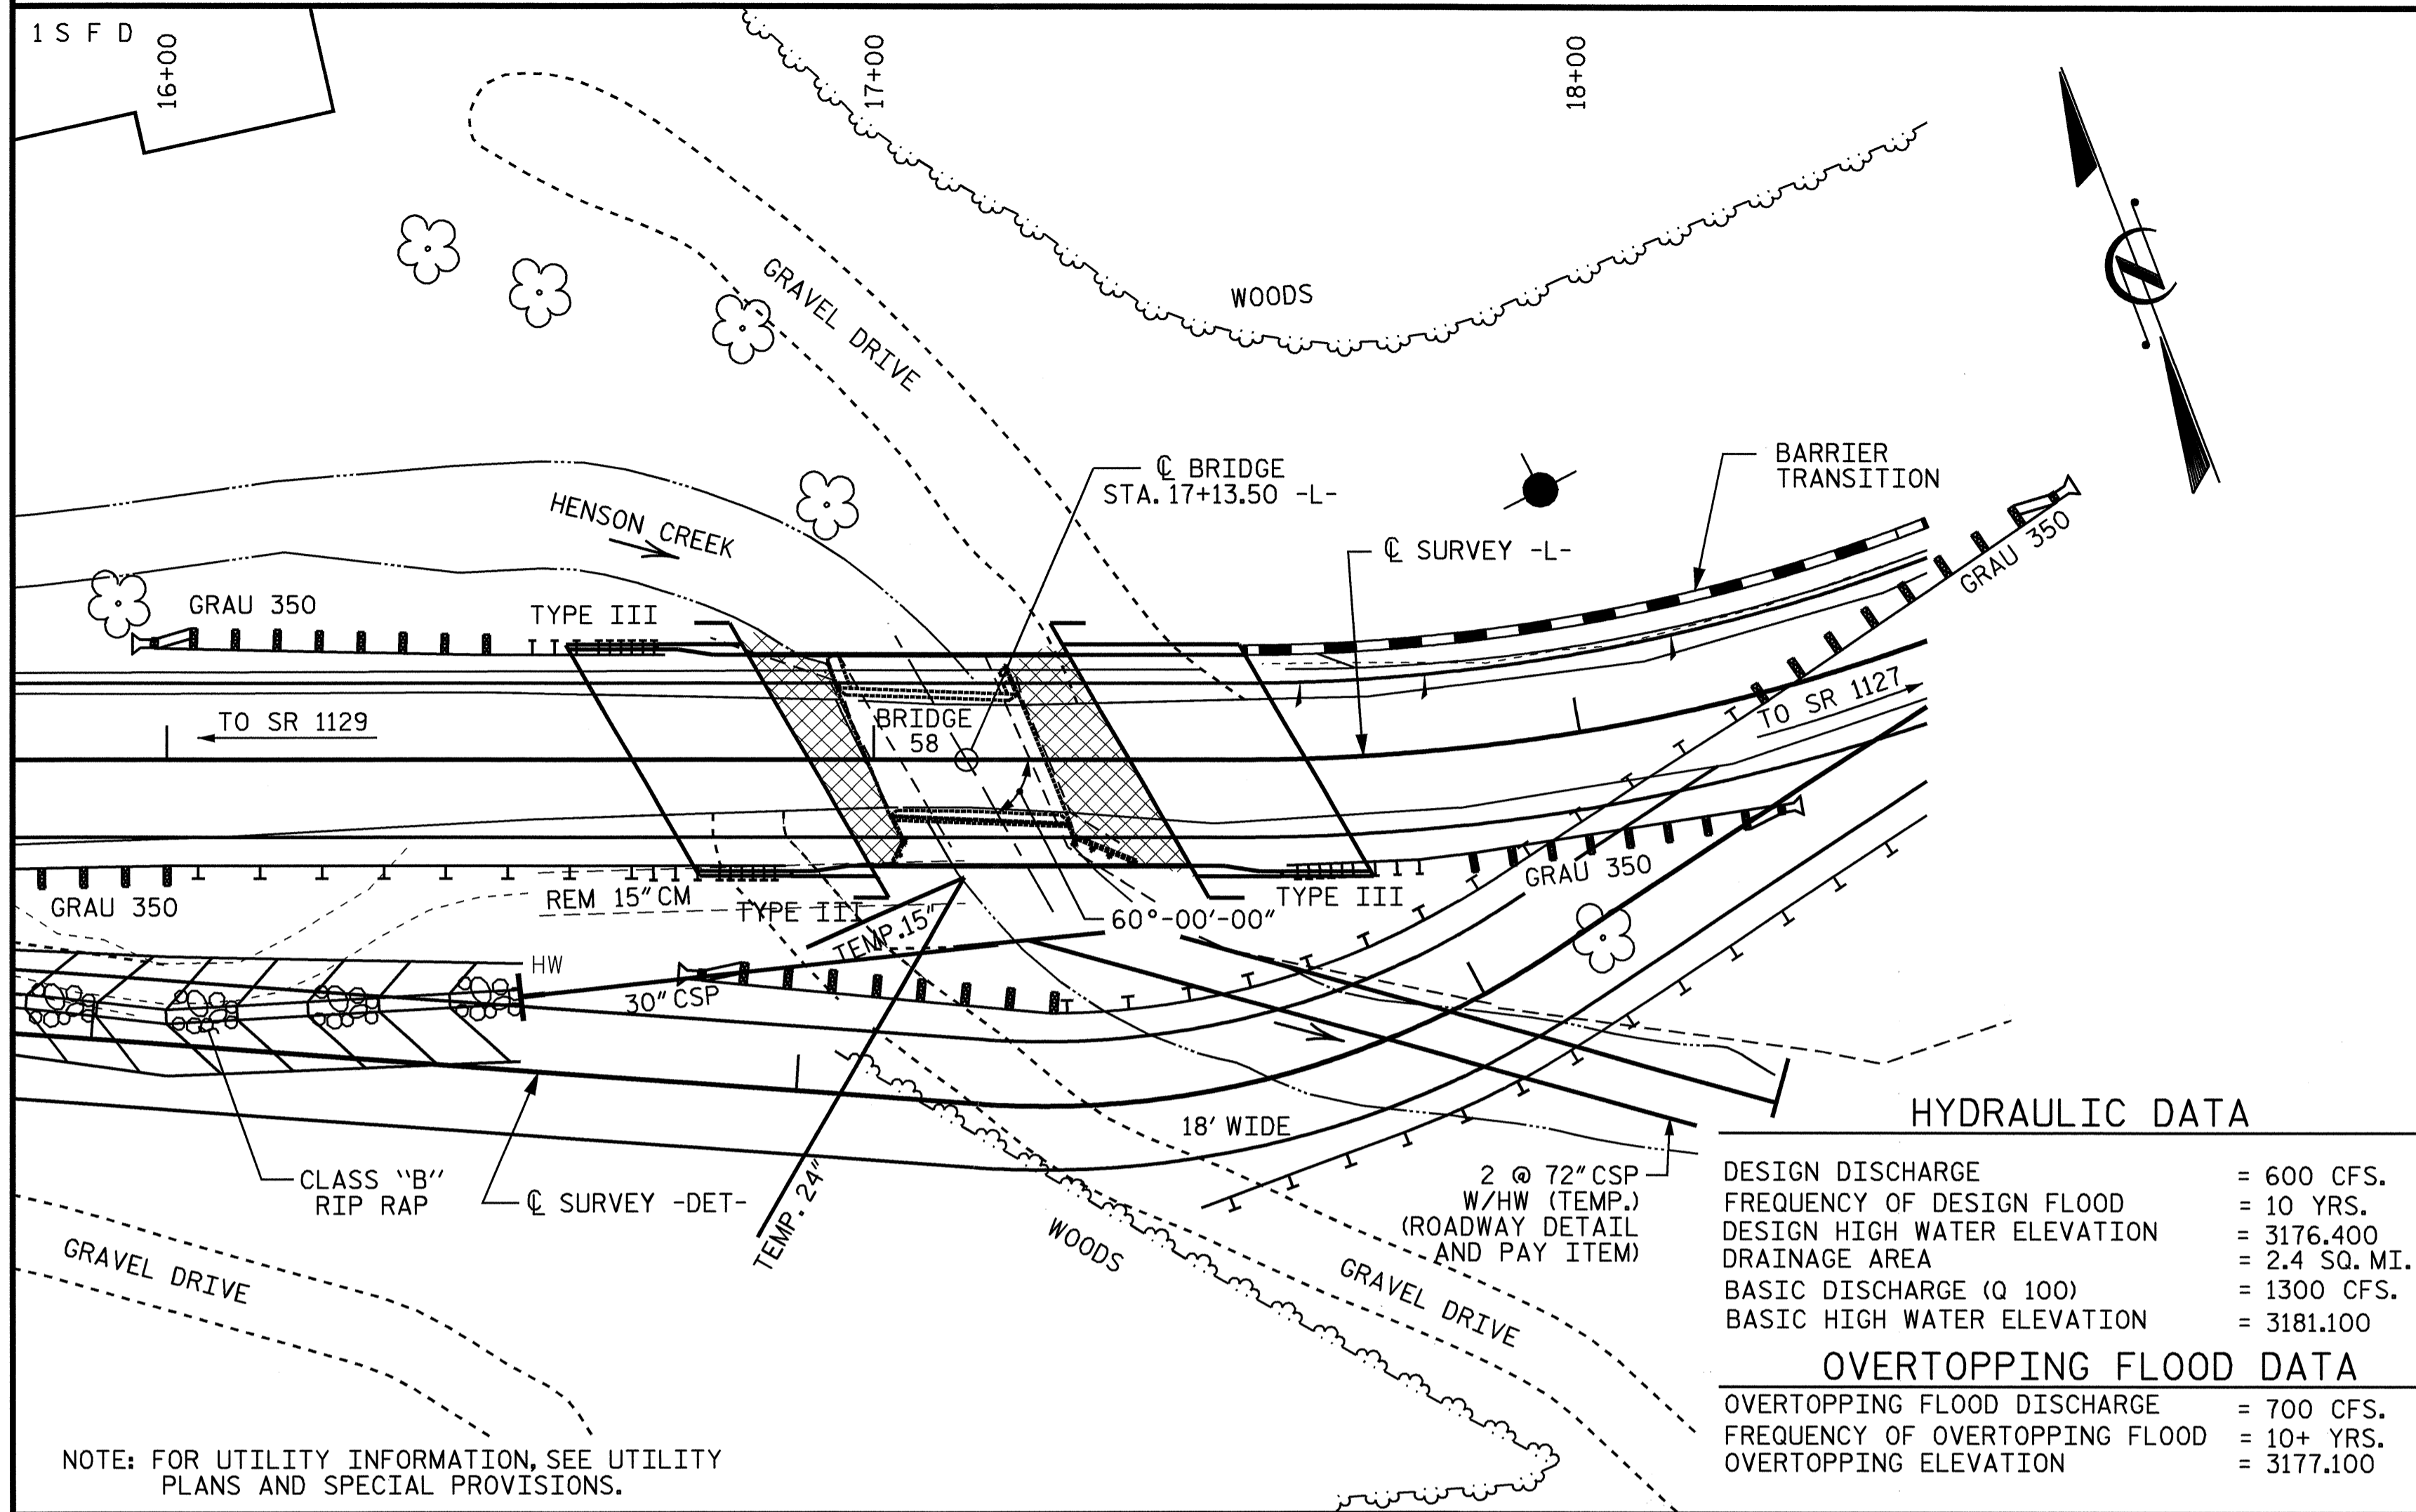 1 S F D
16+00
17+00
18+00
GRAVEL DRIVE
WOODS
N
HENSON CREEK
℄ BRIDGE
STA. 17+13.50 -L-
BARRIER
TRANSITION
℄ SURVEY -L-
GRAU 350
GRAU 350
TYPE III
TO SR 1129
BRIDGE
58
TO SR 1127
GRAU 350
REM 15" CM
TYPE III
TEMP. 15"
60°-00'-00"
TYPE III
GRAU 350
HW
30" CSP
18' WIDE
CLASS "B"
RIP RAP
℄ SURVEY -DET-
TEMP. 24"
WOODS
2 @ 72" CSP
W/HW (TEMP.)
(ROADWAY DETAIL
AND PAY ITEM)
GRAVEL DRIVE
GRAVEL DRIVE
HYDRAULIC DATA
DESIGN DISCHARGE = 600 CFS.
FREQUENCY OF DESIGN FLOOD = 10 YRS.
DESIGN HIGH WATER ELEVATION = 3176.400
DRAINAGE AREA = 2.4 SQ. MI.
BASIC DISCHARGE (Q 100) = 1300 CFS.
BASIC HIGH WATER ELEVATION = 3181.100
OVERTOPPING FLOOD DATA
OVERTOPPING FLOOD DISCHARGE = 700 CFS.
FREQUENCY OF OVERTOPPING FLOOD = 10+ YRS.
OVERTOPPING ELEVATION = 3177.100
NOTE: FOR UTILITY INFORMATION, SEE UTILITY
PLANS AND SPECIAL PROVISIONS.